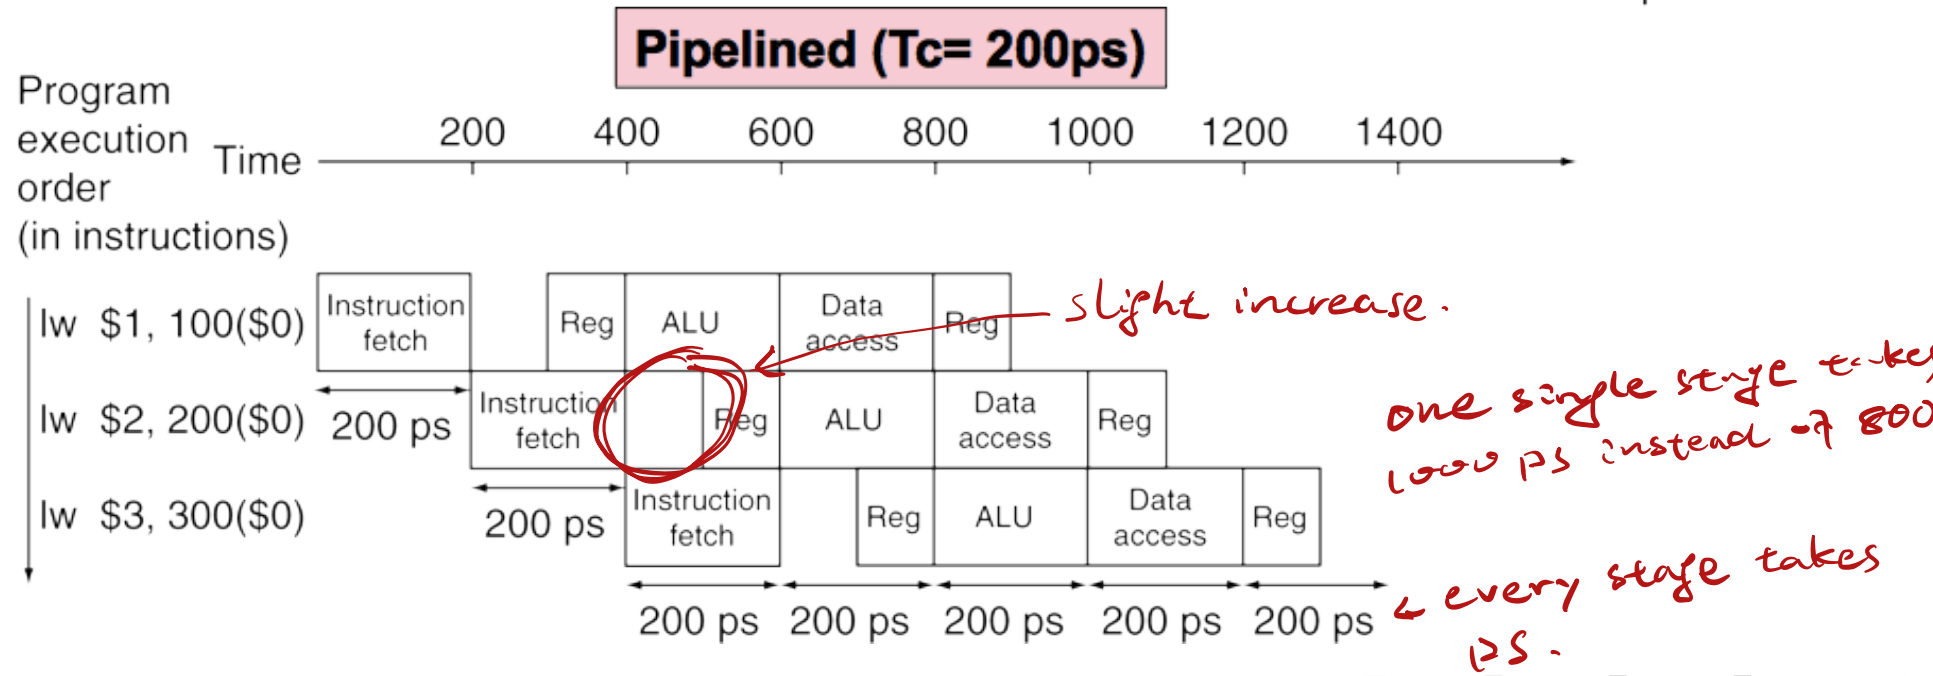 Pipelined (Tc= 200ps)
Program
execution
order
(in instructions)
Time
200 400 600 800 1000 1200 1400
lw $1, 100($0)
Instruction fetch
Reg
ALU
Data access
Reg
slight increase.
200 ps
lw $2, 200($0)
Instruction fetch
Reg
ALU
Data access
Reg
one single stage
1000 ps instead of 800
200 ps
lw $3, 300($0)
Instruction fetch
Reg
ALU
Data access
Reg
200 ps 200 ps 200 ps 200 ps 200 ps
every stage takes
ps.